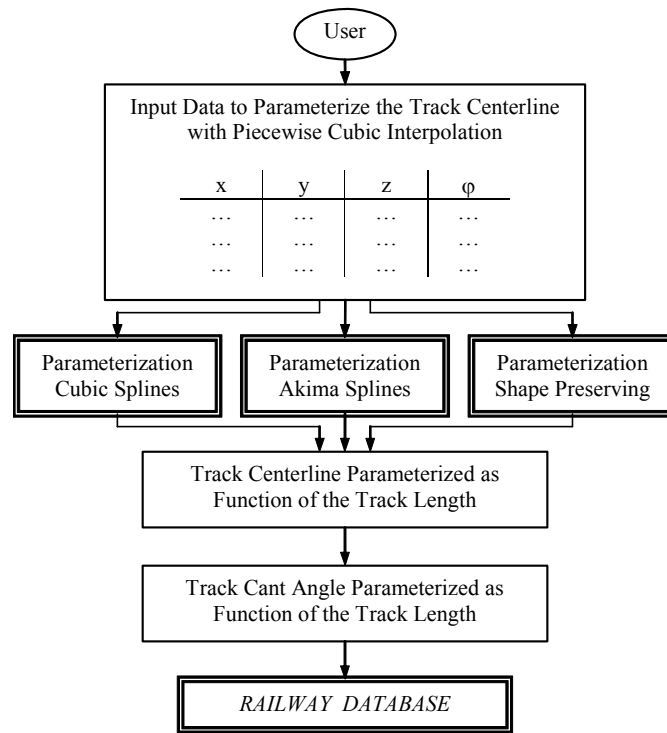 User
Input Data to Parameterize the Track Centerline
with Piecewise Cubic Interpolation
x y z φ
… … … …
… … … …
… … … …
Parameterization
Cubic Splines
Parameterization
Akima Splines
Parameterization
Shape Preserving
Track Centerline Parameterized as
Function of the Track Length
Track Cant Angle Parameterized as
Function of the Track Length
RAILWAY DATABASE